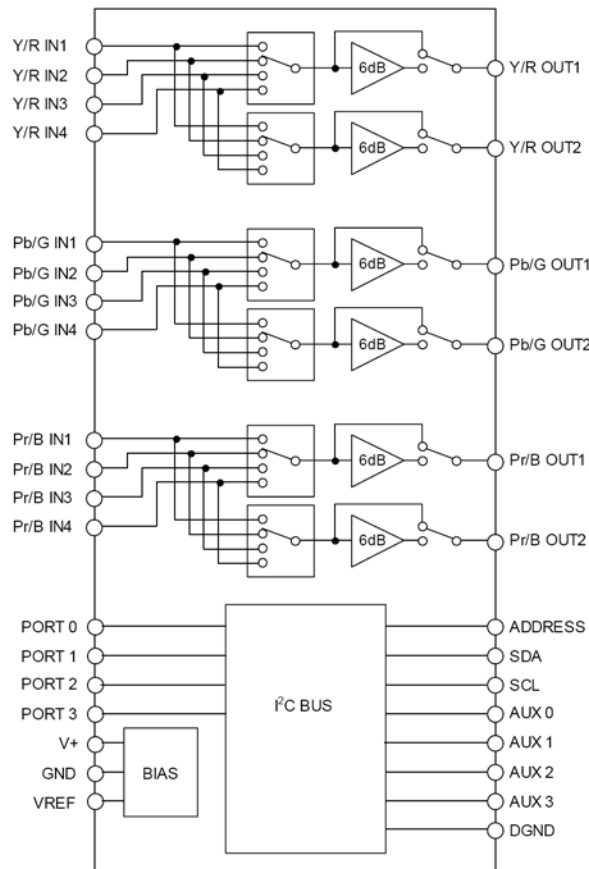 Y/R IN1
Y/R IN2
Y/R IN3
Y/R IN4
6dB
Y/R OUT1
6dB
Y/R OUT2
Pb/G IN1
Pb/G IN2
Pb/G IN3
Pb/G IN4
6dB
Pb/G OUT1
6dB
Pb/G OUT2
Pr/B IN1
Pr/B IN2
Pr/B IN3
Pr/B IN4
6dB
Pr/B OUT1
6dB
Pr/B OUT2
PORT 0
PORT 1
PORT 2
PORT 3
V+
GND
VREF
BIAS
I²C BUS
ADDRESS
SDA
SCL
AUX 0
AUX 1
AUX 2
AUX 3
DGND